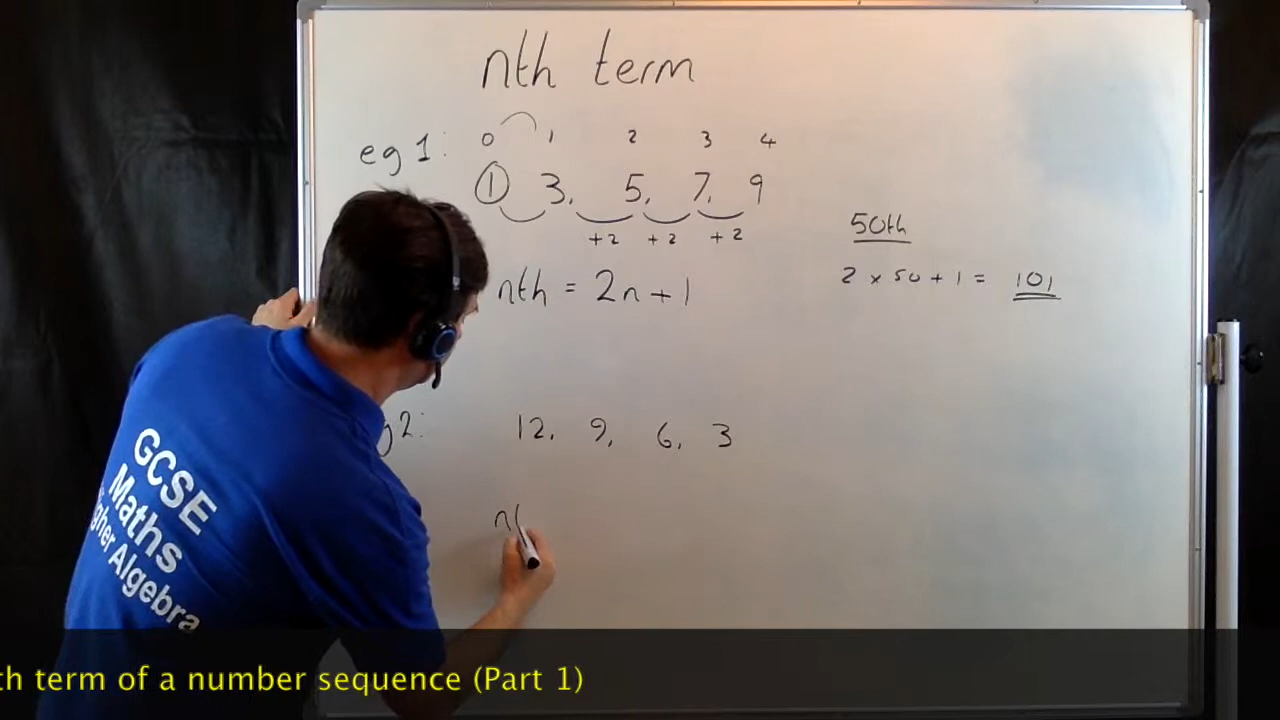 nth term
eg 1: 0 1 2 3 4
1 3, 5, 7, 9
+2 +2 +2
nth = 2n + 1
50th
2 x 50 + 1 = 101
12, 9, 6, 3
GCSE
Maths
Algebra
term of a number sequence (Part 1)